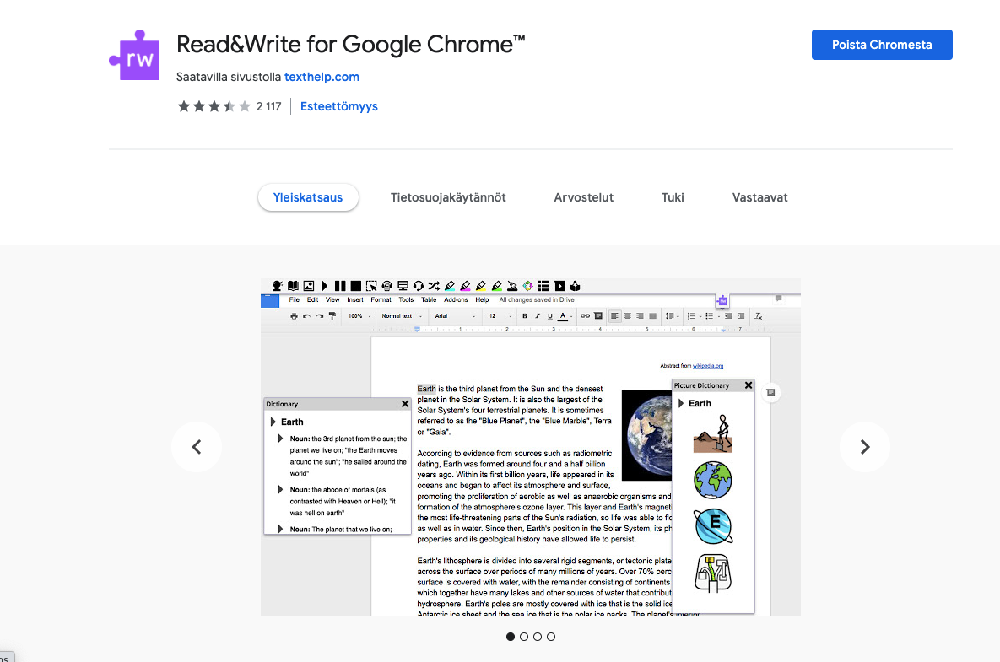 rw
Read&Write for Google Chrome™
Poista Chromesta
Saatavilla sivustolla texthelp.com
2 117
Esteettömyys
Yleiskatsaus
Tietosuojakäytännöt
Arvostelut
Tuki
Vastaavat
File Edit View Insert Format Tools Table Add-ons Help All changes saved in Drive
rw
100% Normal text Arial 12 B I U A
1 2 3 4 5 6 7
Abstract from wikipedia.org
Earth is the third planet from the Sun and the densest
planet in the Solar System. It is also the largest of the
Solar System's four terrestrial planets. It is sometimes
referred to as the "Blue Planet", the "Blue Marble", Terra
or "Gaia".
According to evidence from sources such as radiometric
dating, Earth was formed around four and a half billion
years ago. Within its first billion years, life appeared in its
oceans and began to affect its atmosphere and surface,
promoting the proliferation of aerobic as well as anaerobic organisms and
formation of the atmosphere's ozone layer. This layer and Earth's magneti
the most life-threatening parts of the Sun's radiation, so life was able to flo
as well as in water. Since then, Earth's position in the Solar System, its ph
properties and its geological history have allowed life to persist.
Earth's lithosphere is divided into several rigid segments, or tectonic plate
across the surface over periods of many millions of years. Over 70% perc
surface is covered with water, with the remainder consisting of continents
which together have many lakes and other sources of water that contribut
hydrosphere. Earth's poles are mostly covered with ice that is the solid ice
Antarctic ice sheet and the sea ice that is the polar ice packs. The planet's interior
Dictionary
Earth
Noun: the 3rd planet from the sun; the
planet we live on; "the Earth moves
around the sun"; "he sailed around the
world"
Noun: the abode of mortals (as
contrasted with Heaven or Hell); "it
was hell on earth"
Noun: The planet that we live on;
Picture Dictionary
Earth
E